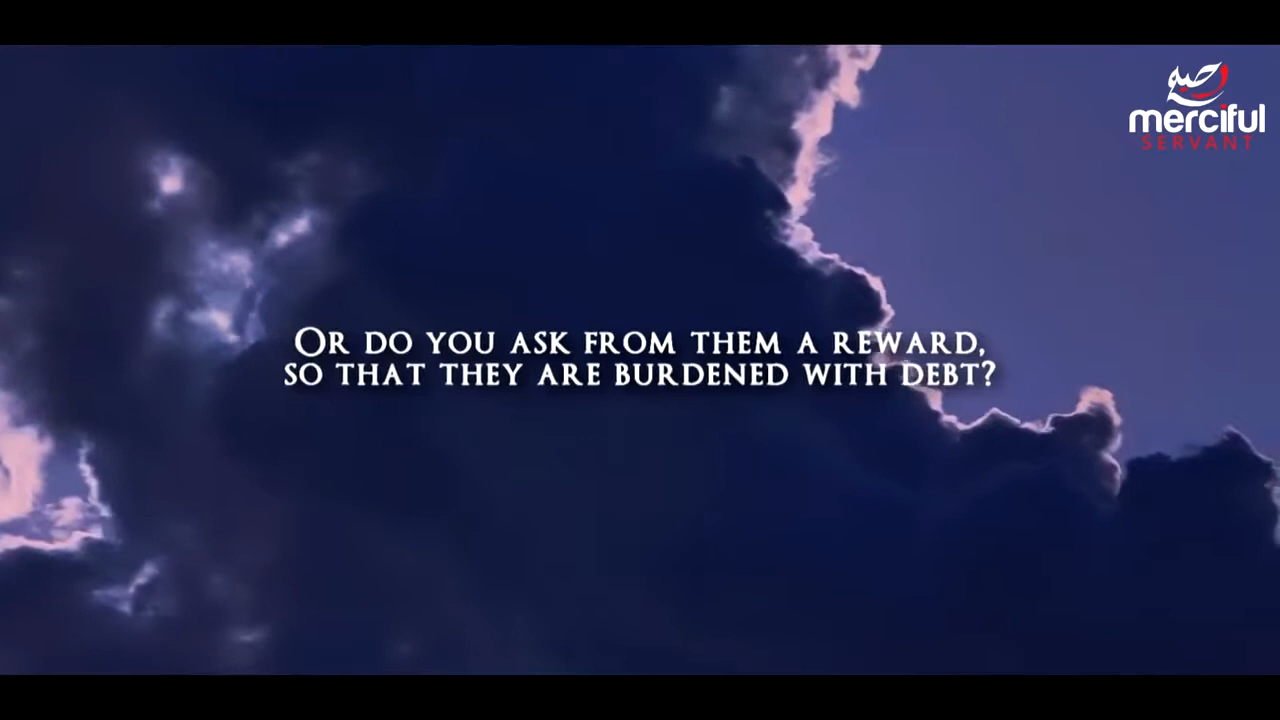 merciful
SERVANT
Or do you ask from them a reward,
so that they are burdened with debt?